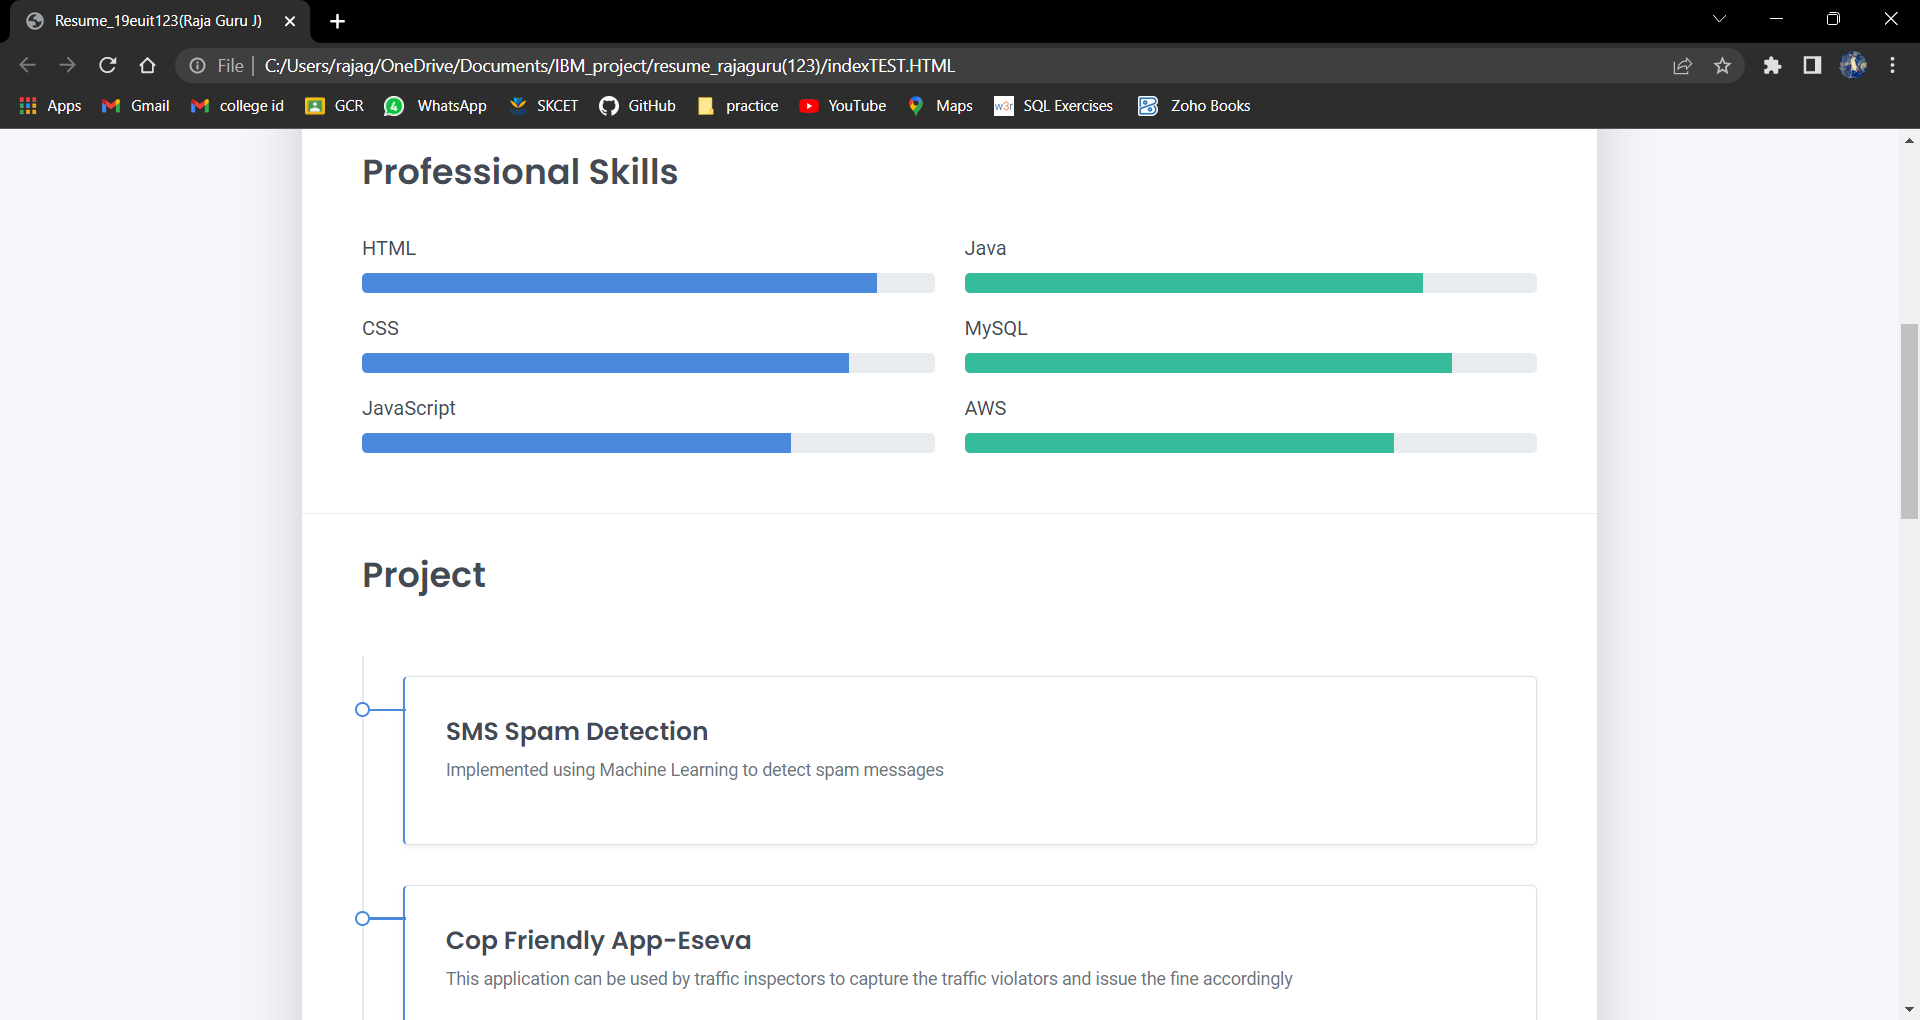 Resume_19euit123(Raja Guru J)
File | C:/Users/rajag/OneDrive/Documents/IBM_project/resume_rajaguru(123)/indexTEST.HTML
Apps Gmail college id GCR 4 WhatsApp SKCET GitHub practice YouTube Maps w3r SQL Exercises Zoho Books
Professional Skills
HTML
Java
CSS
MySQL
JavaScript
AWS
Project
SMS Spam Detection
Implemented using Machine Learning to detect spam messages
Cop Friendly App-Eseva
This application can be used by traffic inspectors to capture the traffic violators and issue the fine accordingly